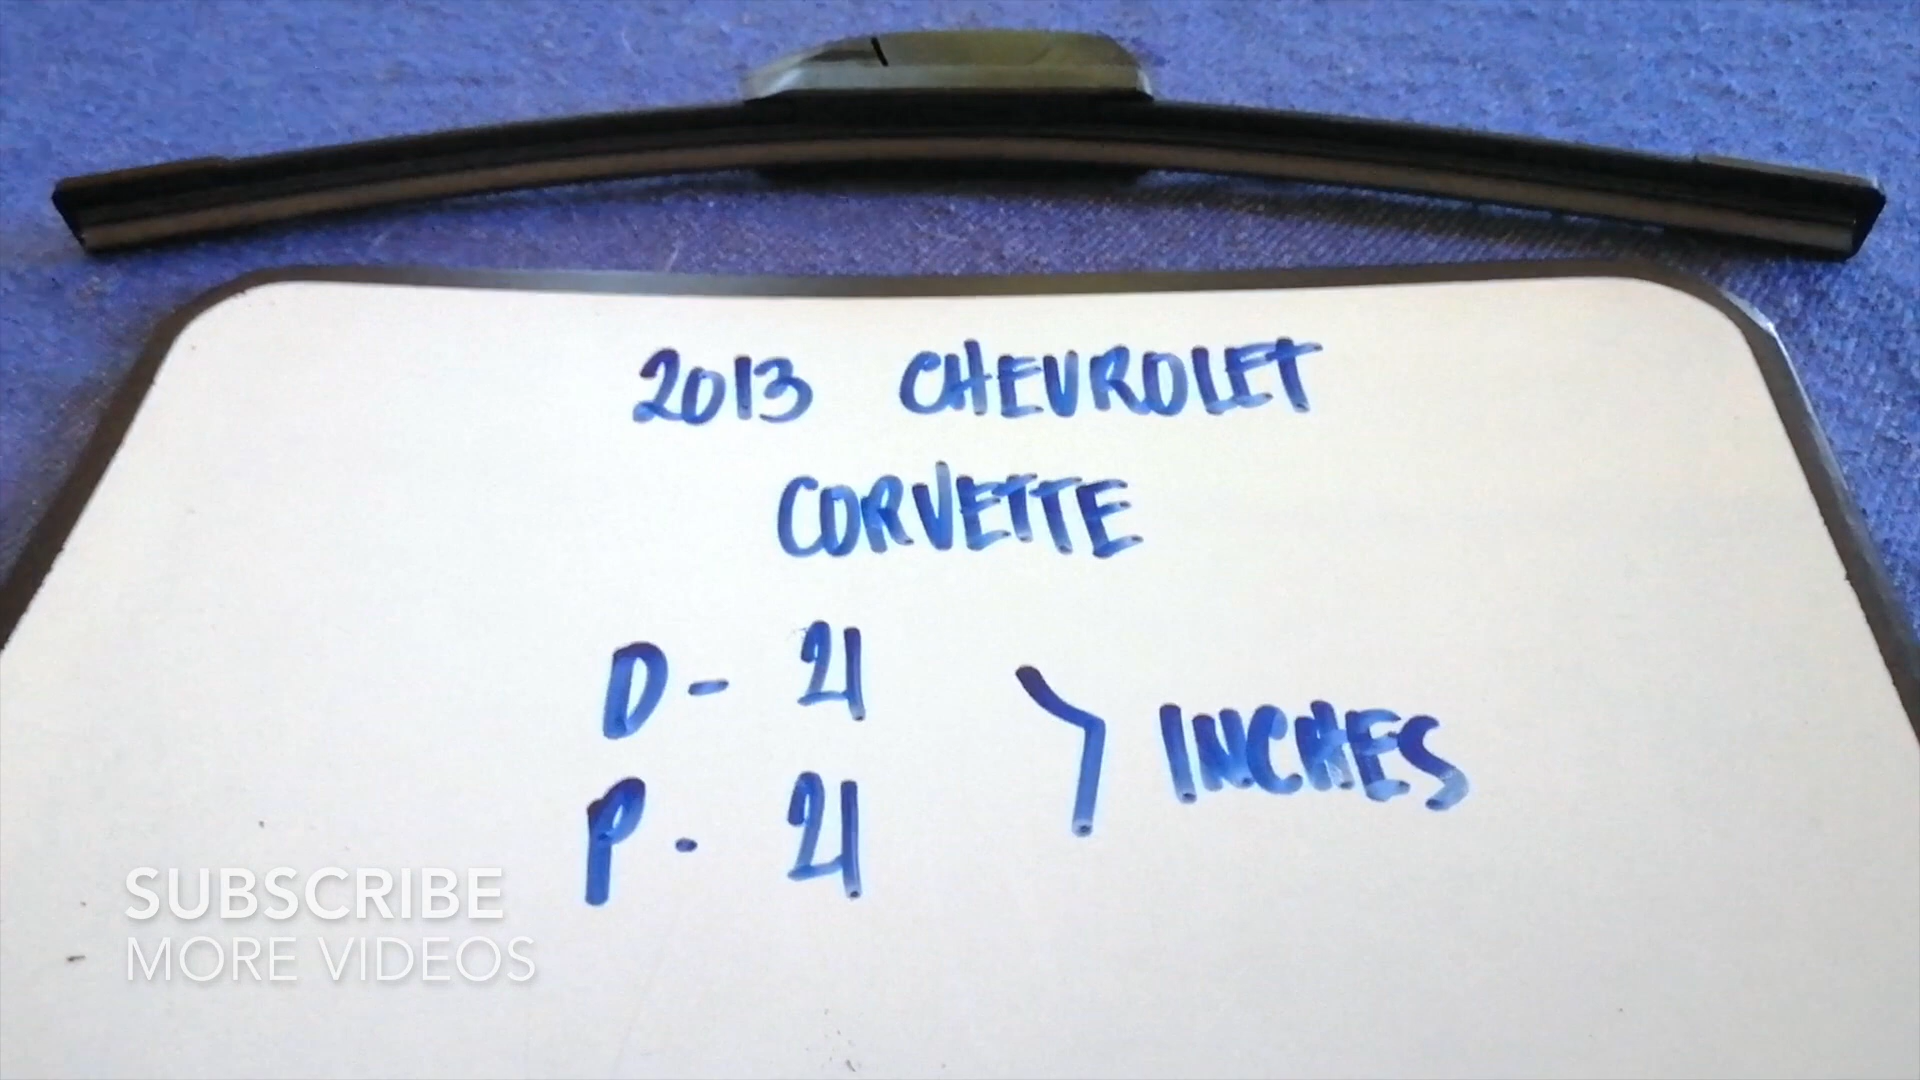 2013 CHEVROLET
CORVETTE
D - 21
P - 21
INCHES
SUBSCRIBE
MORE VIDEOS